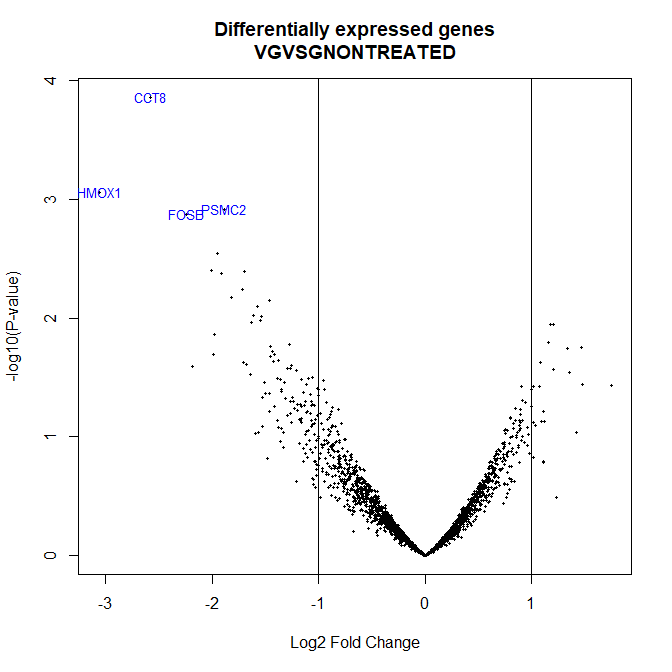 Differentially expressed genes
VGVSGNONTREATED
4
CCT8
3
HMOX1
PSMC2
FOSB
-log10(P-value)
2
1
0
-3 -2 -1 0 1
Log2 Fold Change